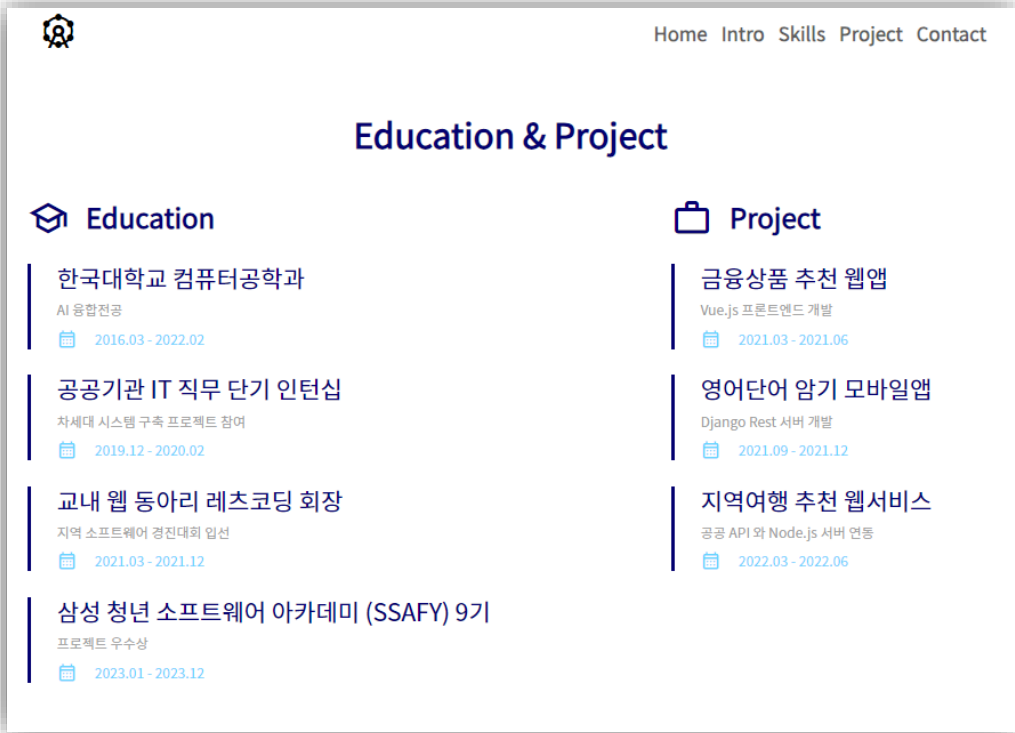 Home Intro Skills Project Contact
Education & Project
Education
한국대학교 컴퓨터공학과
AI 융합전공
2016.03 - 2022.02
공공기관 IT 직무 단기 인턴십
차세대 시스템 구축 프로젝트 참여
2019.12 - 2020.02
교내 웹 동아리 레츠코딩 회장
지역 소프트웨어 경진대회 입선
2021.03 - 2021.12
삼성 청년 소프트웨어 아카데미 (SSAFY) 9기
프로젝트 우수상
2023.01 - 2023.12
Project
금융상품 추천 웹앱
Vue.js 프론트엔드 개발
2021.03 - 2021.06
영어단어 암기 모바일앱
Django Rest 서버 개발
2021.09 - 2021.12
지역여행 추천 웹서비스
공공 API 와 Node.js 서버 연동
2022.03 - 2022.06